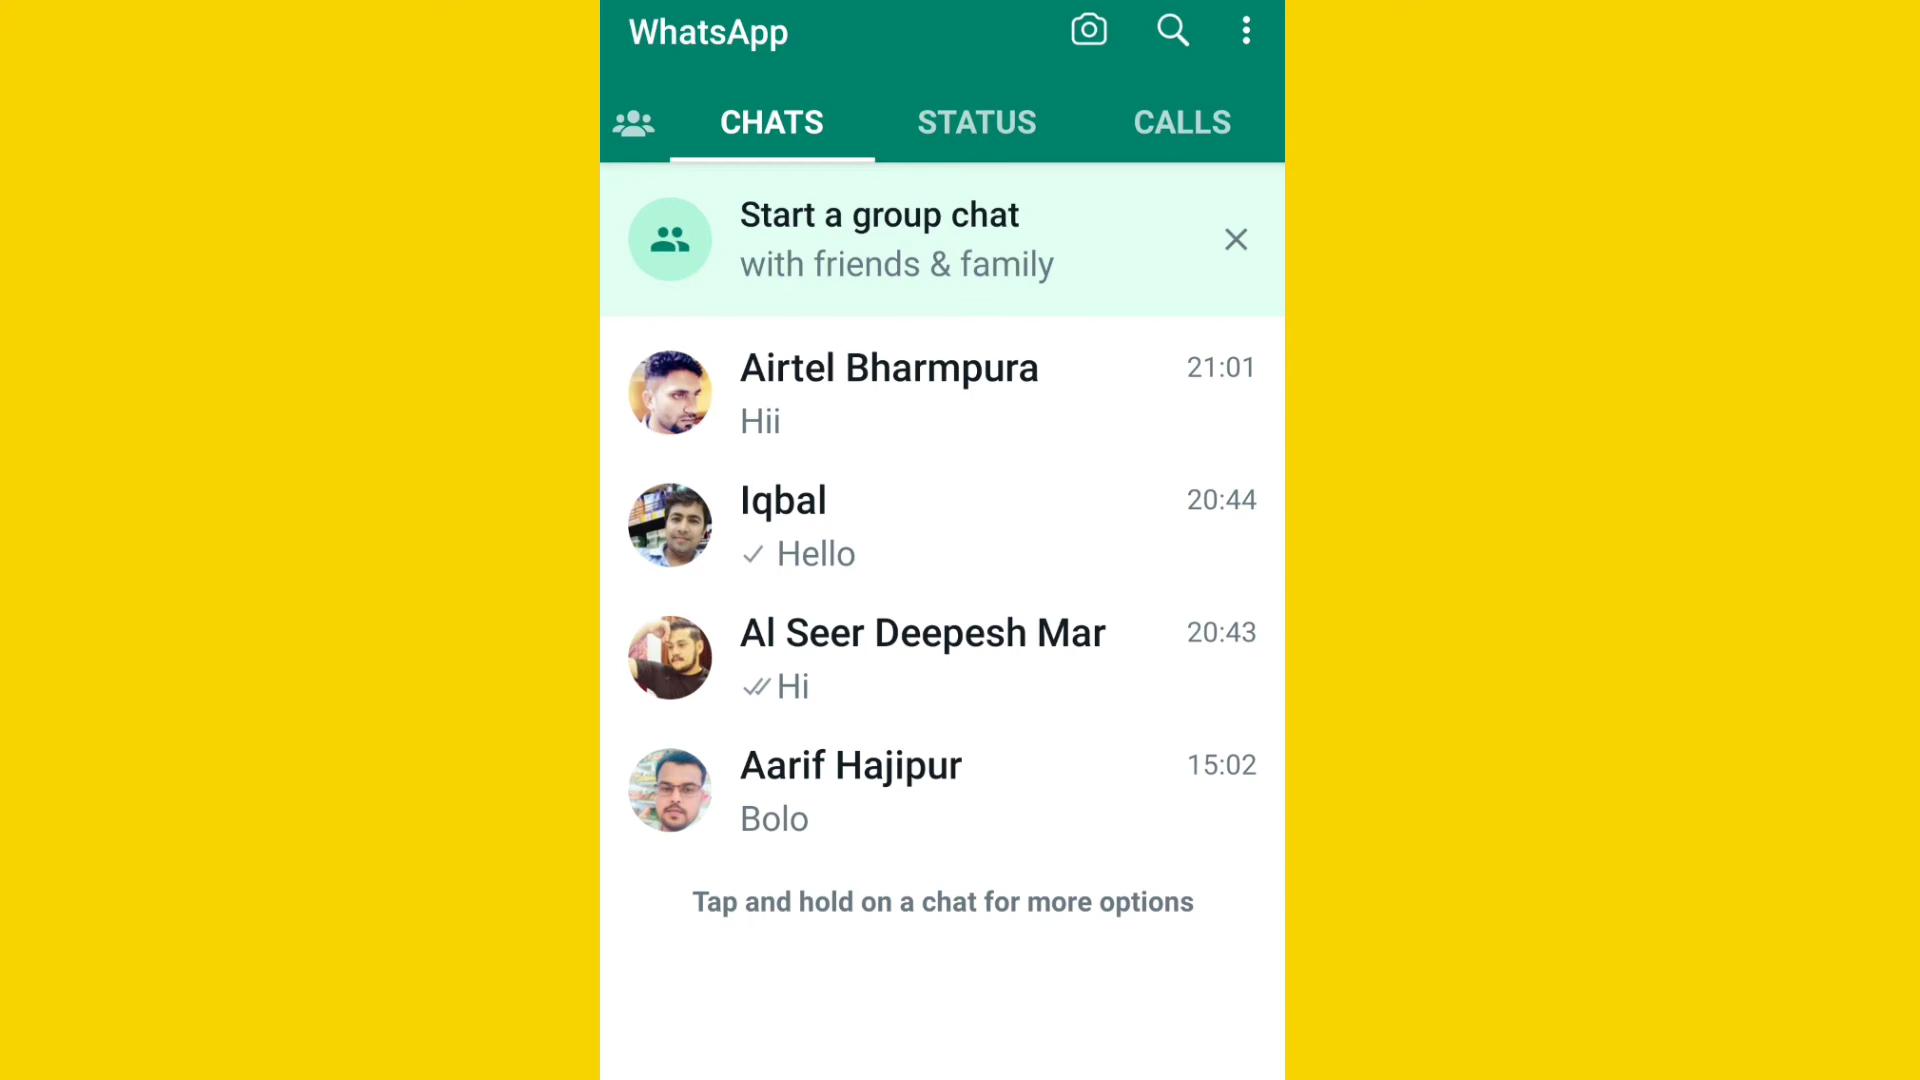 WhatsApp
CHATS STATUS CALLS
Start a group chat
with friends & family
Airtel Bharmpura 21:01
Hii
Iqbal 20:44
Hello
Al Seer Deepesh Mar 20:43
Hi
Aarif Hajipur 15:02
Bolo
Tap and hold on a chat for more options